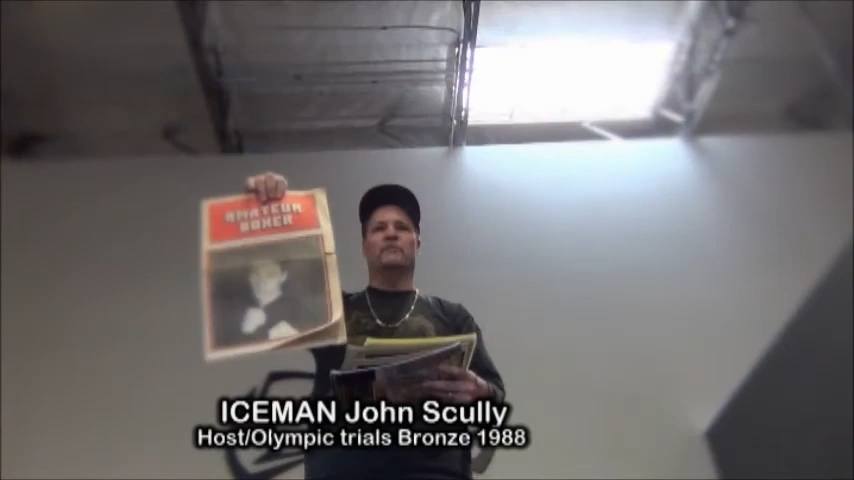 AMATEUR
BOXER
ICEMAN John Scully
Host/Olympic trials Bronze 1988